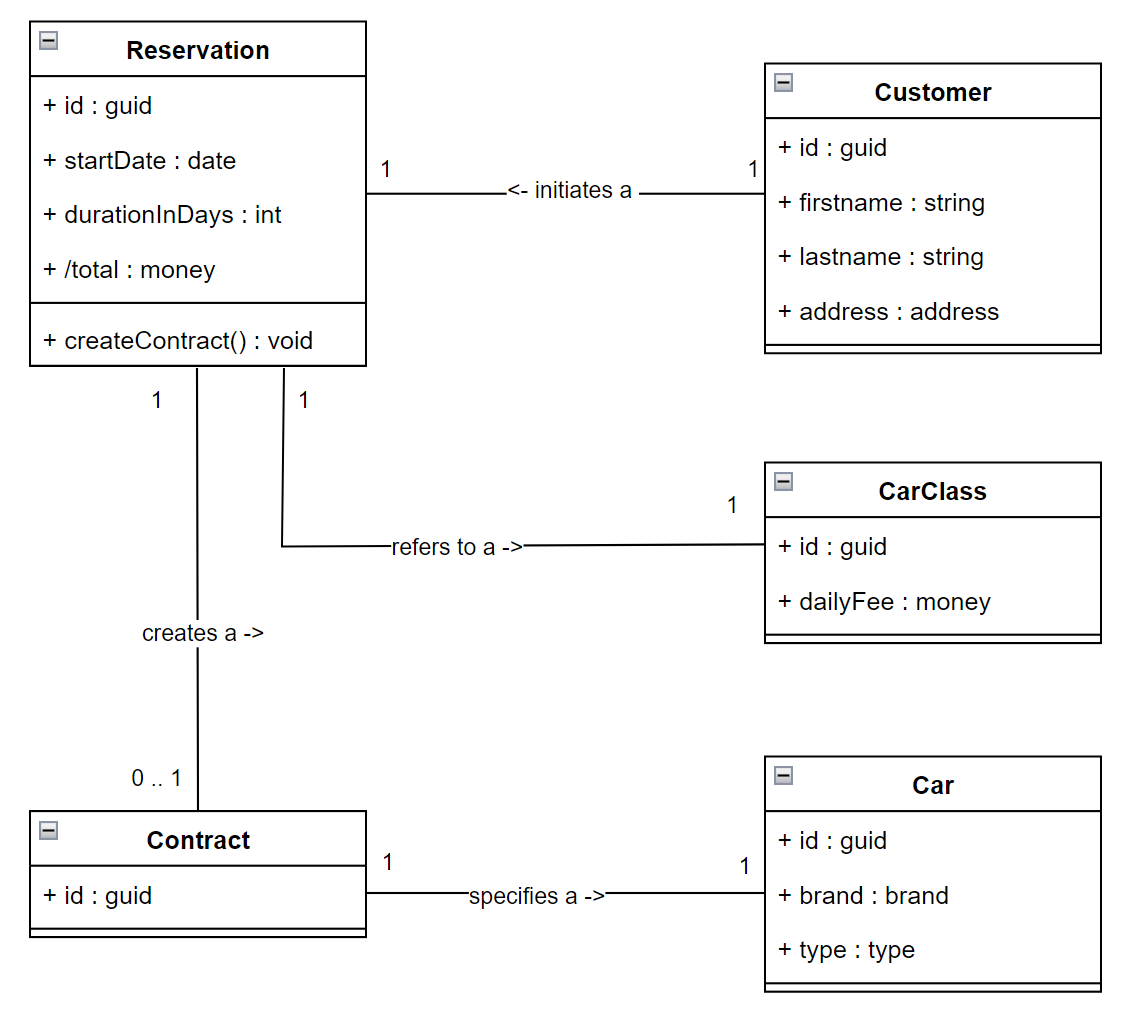 Reservation
+ id : guid
+ startDate : date
+ durationInDays : int
+ /total : money
+ createContract() : void
1
<- initiates a
1
Customer
+ id : guid
+ firstname : string
+ lastname : string
+ address : address
1
1
refers to a ->
1
CarClass
+ id : guid
+ dailyFee : money
creates a ->
0 .. 1
Contract
+ id : guid
1
specifies a ->
1
Car
+ id : guid
+ brand : brand
+ type : type